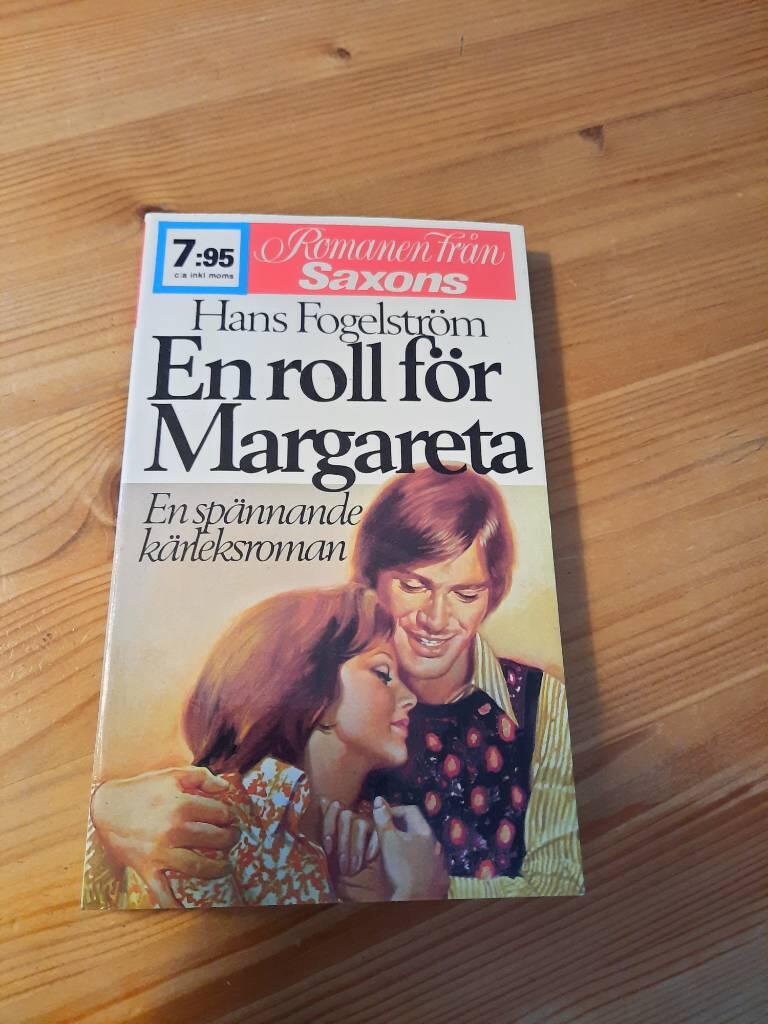 7:95
c:a inkl moms
Romanen från
Saxons
Hans Fogelström
En roll för
Margareta
En spännande
kärleksroman